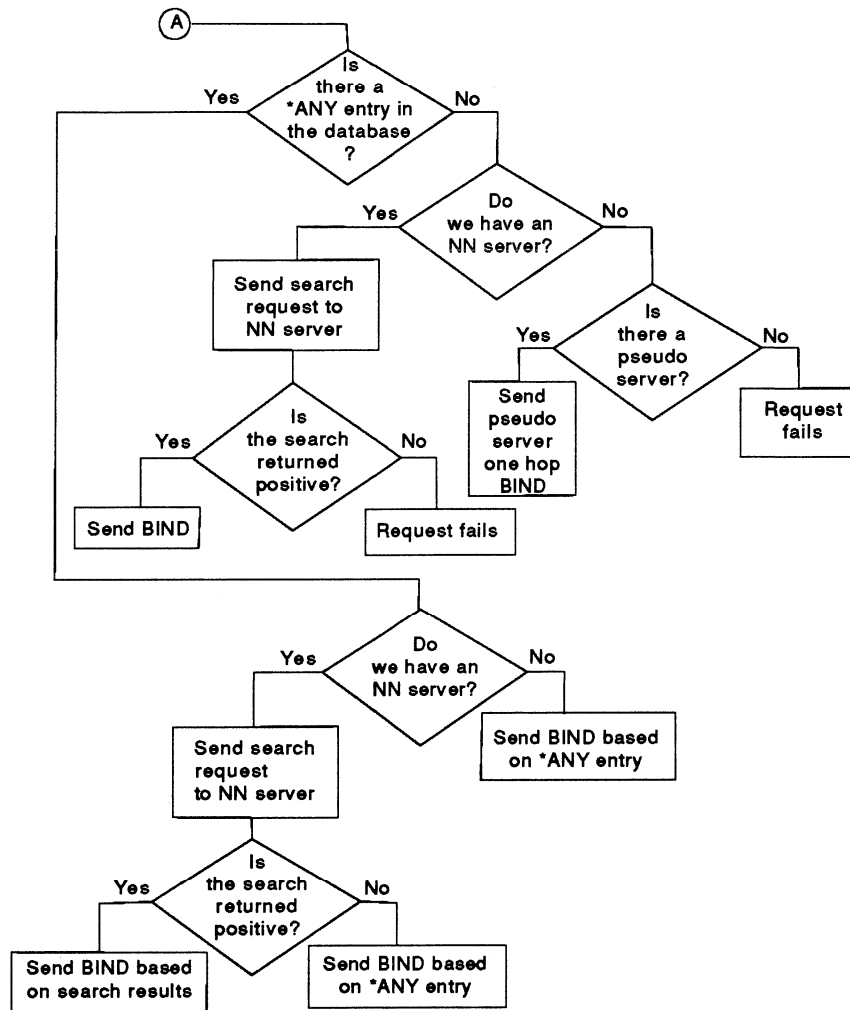 A
Is
there a
*ANY entry in
the database
?
Yes
No
Do
we have an
NN server?
Yes
No
Send search
request to
NN server
Is
there a
pseudo
server?
Yes
No
Send
pseudo
server
one hop
BIND
Request
fails
Is
the search
returned
positive?
Yes
No
Send BIND
Request fails
Do
we have an
NN server?
Yes
No
Send search
request
to NN server
Send BIND based
on *ANY entry
Is
the search
returned
positive?
Yes
No
Send BIND based
on search results
Send BIND based
on *ANY entry